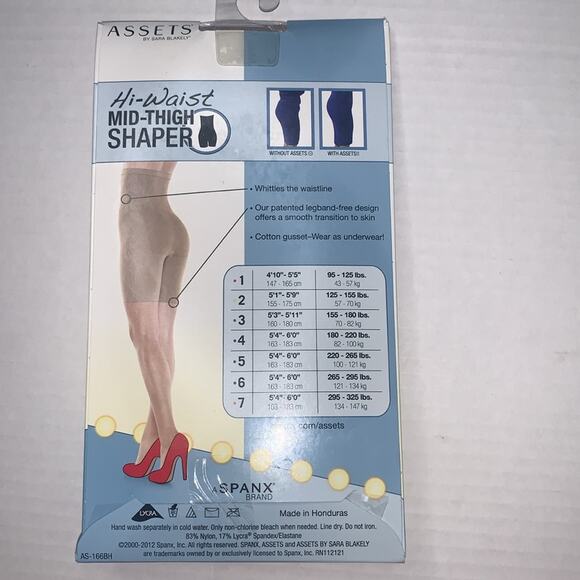 ASSETS®
BY SARA BLAKELY™
Hi-Waist
MID-THIGH
SHAPER
WITHOUT ASSETS ☹
WITH ASSETS!!
• Whittles the waistline
• Our patented legband-free design
offers a smooth transition to skin
• Cotton gusset–Wear as underwear!
• 1 4'10"- 5'5" 95 - 125 lbs.
147 - 165 cm 43 - 57 kg
• 2 5'1"- 5'9" 125 - 155 lbs.
155 - 175 cm 57 - 70 kg
• 3 5'3"- 5'11" 155 - 180 lbs.
160 - 180 cm 70 - 82 kg
• 4 5'4"- 6'0" 180 - 220 lbs.
163 - 183 cm 82 - 100 kg
• 5 5'4"- 6'0" 220 - 265 lbs.
163 - 183 cm 100 - 121 kg
• 6 5'4"- 6'0" 265 - 295 lbs.
163 - 183 cm 121 - 134 kg
• 7 5'4"- 6'0" 295 - 325 lbs.
163 - 183 cm 134 - 147 kg
.com/assets
A SPANX®
BRAND
LYCRA
Made in Honduras
Hand wash separately in cold water. Only non-chlorine bleach when needed. Line dry. Do not iron.
83% Nylon, 17% Lycra® Spandex/Elastane
©2000-2012 Spanx, Inc. All rights reserved. SPANX, ASSETS and ASSETS BY SARA BLAKELY
are trademarks owned by or exclusively licensed to Spanx, Inc. RN112121
AS-166BH